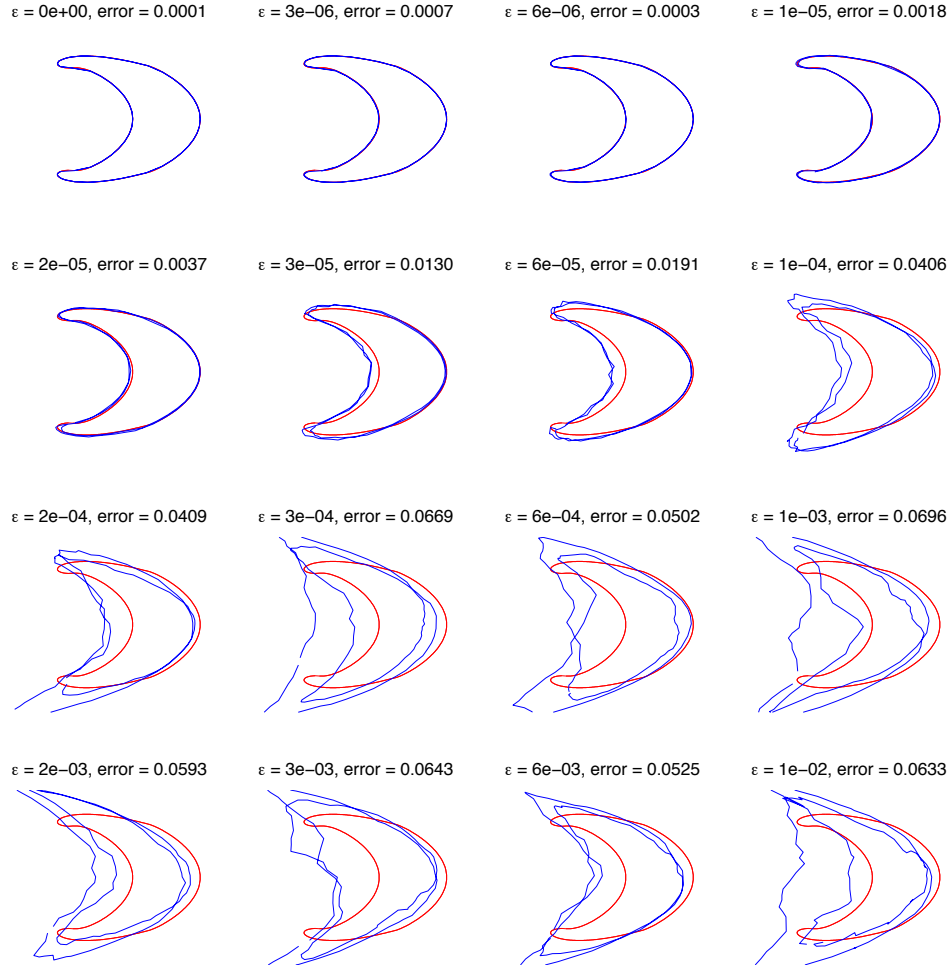 ε = 0e+00, error = 0.0001
ε = 3e−06, error = 0.0007
ε = 6e−06, error = 0.0003
ε = 1e−05, error = 0.0018
ε = 2e−05, error = 0.0037
ε = 3e−05, error = 0.0130
ε = 6e−05, error = 0.0191
ε = 1e−04, error = 0.0406
ε = 2e−04, error = 0.0409
ε = 3e−04, error = 0.0669
ε = 6e−04, error = 0.0502
ε = 1e−03, error = 0.0696
ε = 2e−03, error = 0.0593
ε = 3e−03, error = 0.0643
ε = 6e−03, error = 0.0525
ε = 1e−02, error = 0.0633